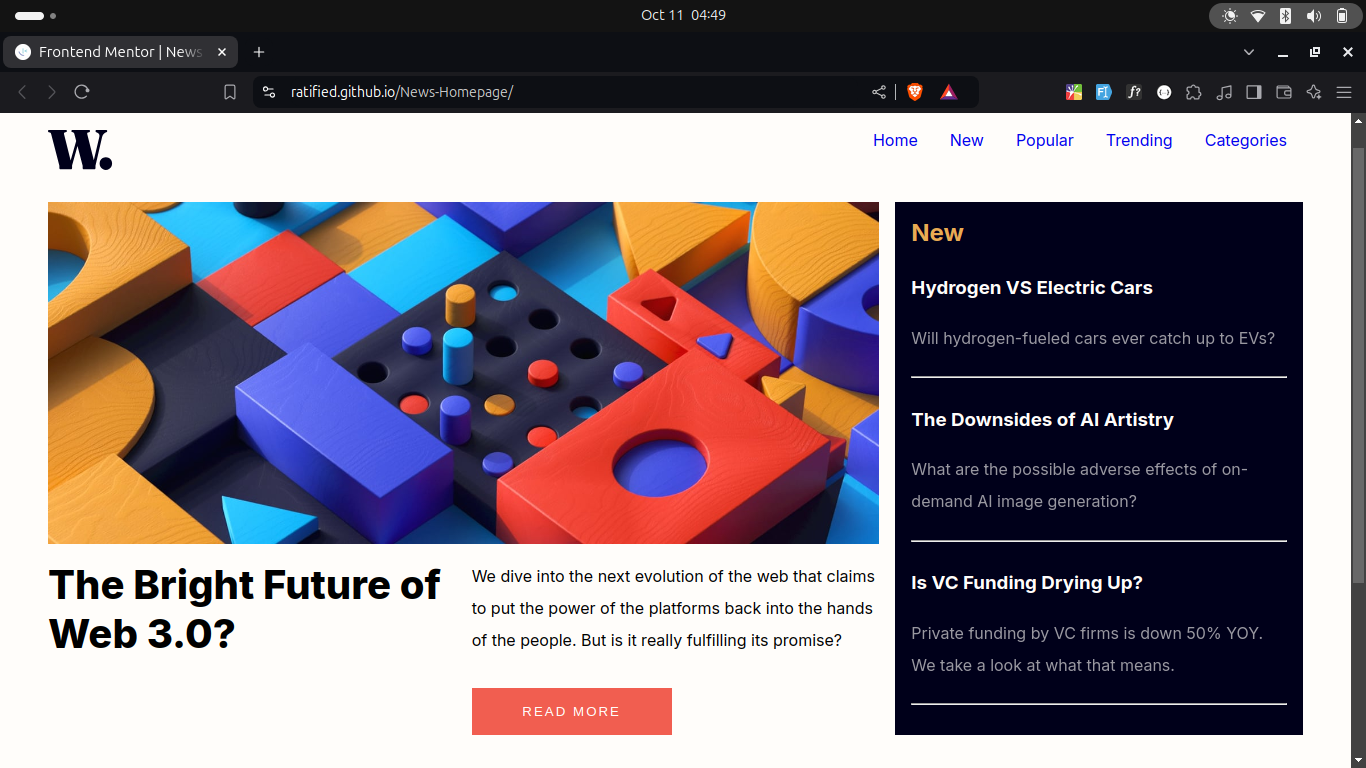 Oct 11 04:49
Frontend Mentor | News
ratified.github.io/News-Homepage/
W.
Home New Popular Trending Categories
New
Hydrogen VS Electric Cars
Will hydrogen-fueled cars ever catch up to EVs?
The Downsides of AI Artistry
What are the possible adverse effects of on-
demand AI image generation?
Is VC Funding Drying Up?
Private funding by VC firms is down 50% YOY.
We take a look at what that means.
The Bright Future of
Web 3.0?
We dive into the next evolution of the web that claims
to put the power of the platforms back into the hands
of the people. But is it really fulfilling its promise?
READ MORE